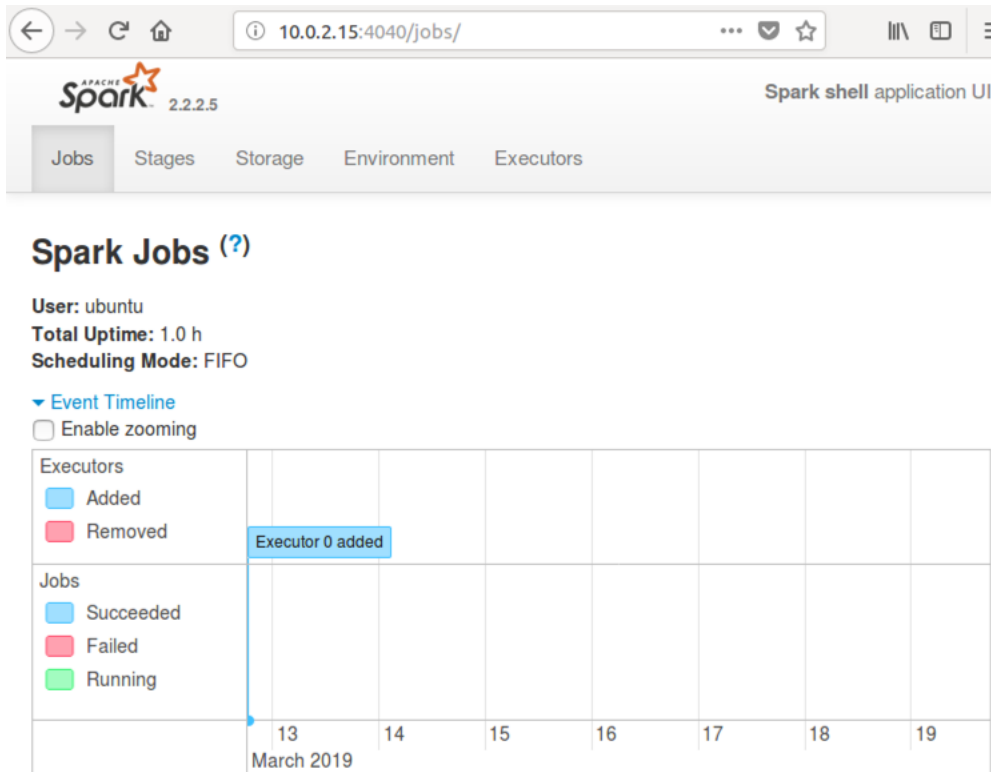 10.0.2.15:4040/jobs/
APACHE
Spark 2.2.2.5
Spark shell application UI
Jobs Stages Storage Environment Executors
Spark Jobs (?)
User: ubuntu
Total Uptime: 1.0 h
Scheduling Mode: FIFO
Event Timeline
Enable zooming
Executors
Added
Removed
Executor 0 added
Jobs
Succeeded
Failed
Running
13 14 15 16 17 18 19
March 2019